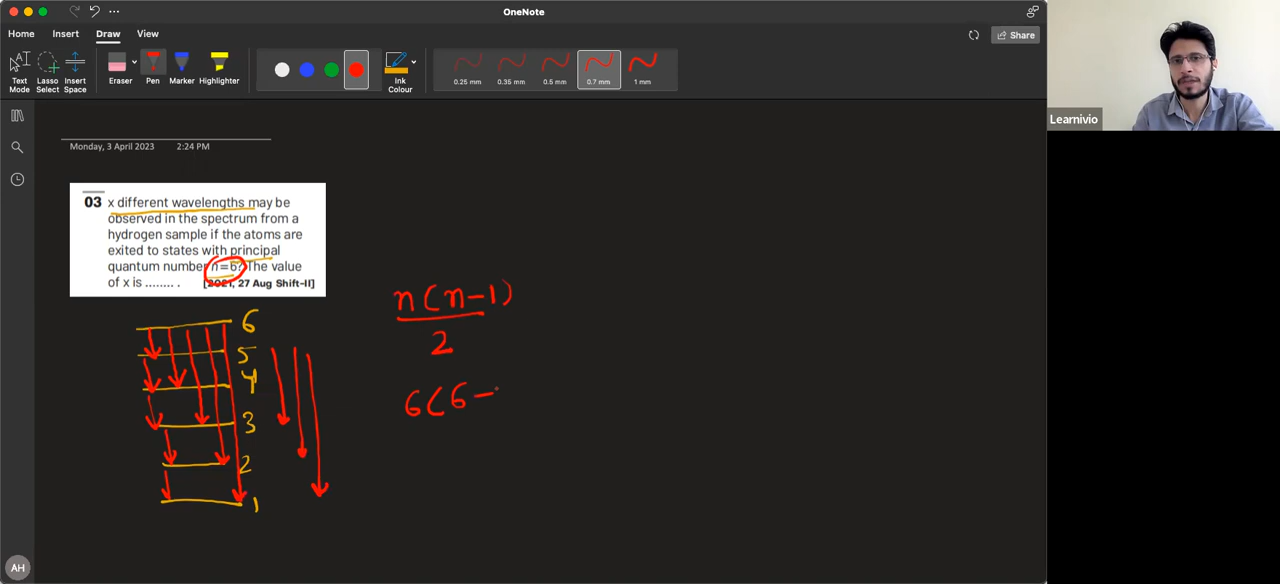 OneNote
Home Insert Draw View
Share
Text Mode
Lasso Select
Insert Space
Eraser
Pen
Marker
Highlighter
Ink Colour
0.25 mm
0.35 mm
0.5 mm
0.7 mm
1 mm
Learnivio
Monday, 3 April 2023 2:24 PM
03 x different wavelengths may be
observed in the spectrum from a
hydrogen sample if the atoms are
exited to states with principal
quantum number n=6? The value
of x is ........ . [2021, 27 Aug Shift-II]
6
5
4
3
2
1
n(n-1)
2
6(6-
AH